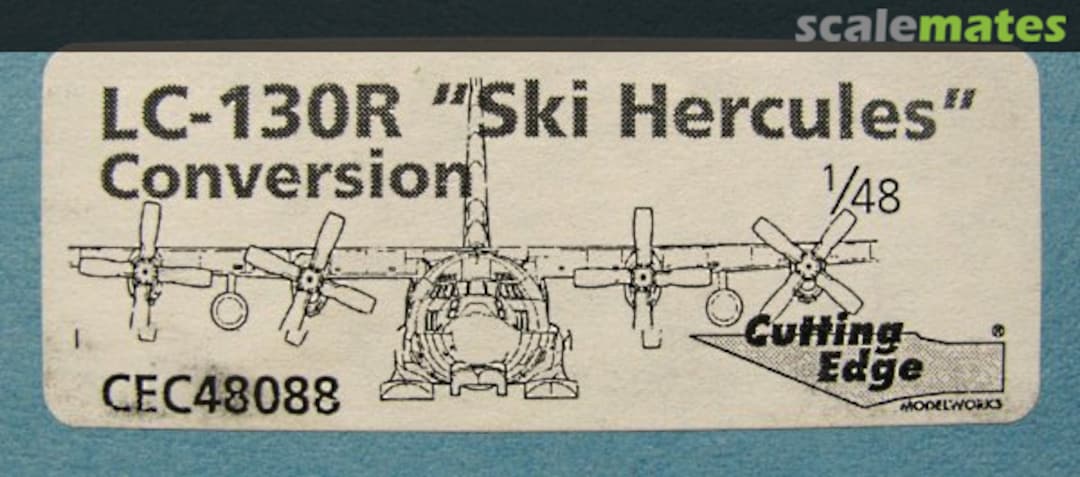 scalemates
LC-130R "Ski Hercules"
Conversion
1/48
Cutting
Edge
®
MODELWORKS
CEC48088